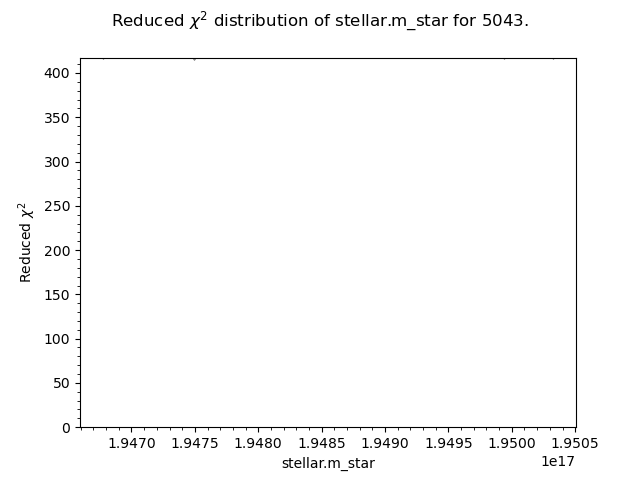 Reduced χ² distribution of stellar.m_star for 5043.
400
350
300
250
200
150
100
50
0
Reduced χ²
1.9470 1.9475 1.9480 1.9485 1.9490 1.9495 1.9500 1.9505
stellar.m_star
1e17